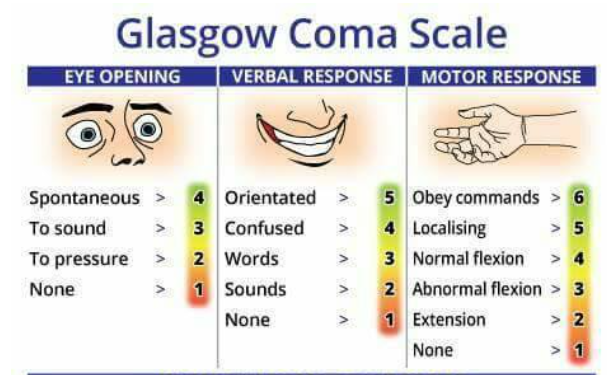 Glasgow Coma Scale
EYE OPENING
Spontaneous > 4
To sound > 3
To pressure > 2
None > 1
VERBAL RESPONSE
Orientated > 5
Confused > 4
Words > 3
Sounds > 2
None > 1
MOTOR RESPONSE
Obey commands > 6
Localising > 5
Normal flexion > 4
Abnormal flexion > 3
Extension > 2
None > 1